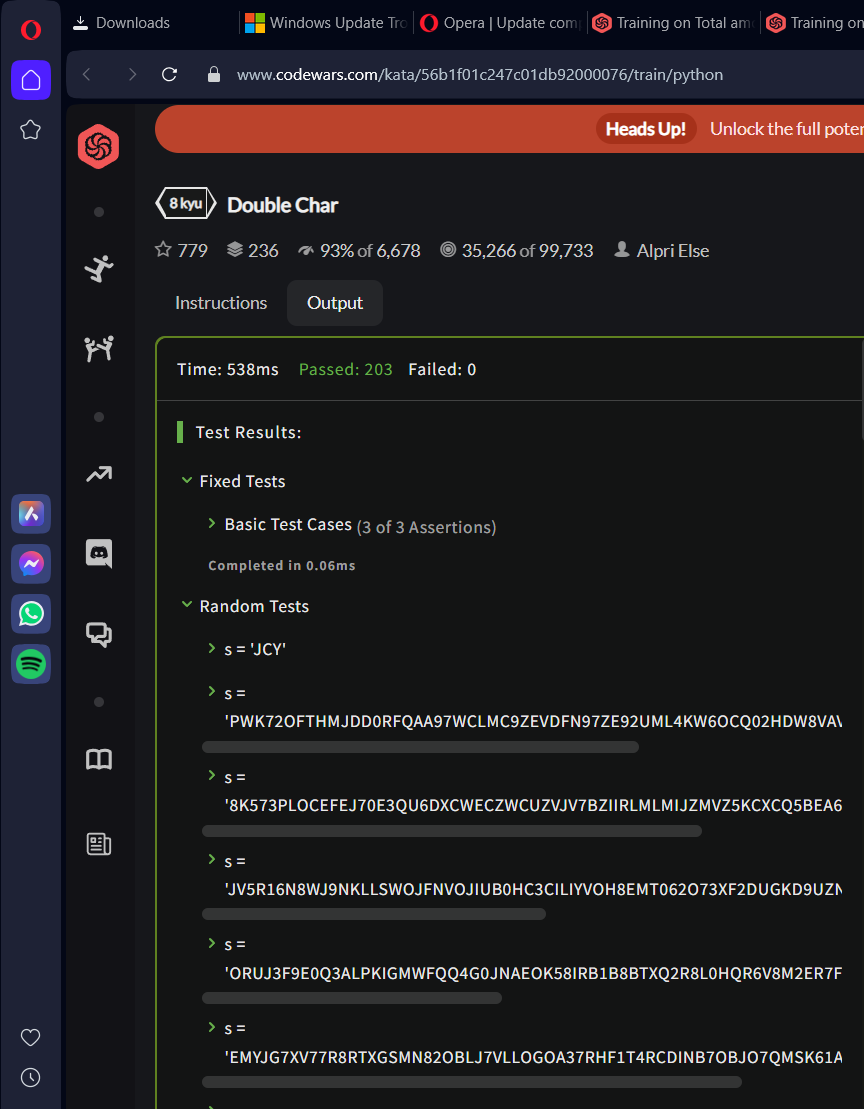 Downloads
Windows Update Tro
Opera | Update com
Training on Total am
Training on
www.codewars.com/kata/56b1f01c247c01db92000076/train/python
Heads Up! Unlock the full poter
8 kyu Double Char
779 236 93% of 6,678 35,266 of 99,733 Alpri Else
Instructions Output
Time: 538ms Passed: 203 Failed: 0
Test Results:
Fixed Tests
Basic Test Cases (3 of 3 Assertions)
Completed in 0.06ms
Random Tests
s = 'JCY'
s =
'PWK72OFTHMJDD0RFQAA97WCLMC9ZEVDFN97ZE92UML4KW6OCQ02HDW8VAV
s =
'8K573PLOCEFEJ70E3QU6DXCWECZWCUZVJV7BZIIRLMLMIJZMVZ5KCXCQ5BEA6
s =
'JV5R16N8WJ9NKLLSWOJFNVOJIUB0HC3CILIYVOH8EMT062O73XF2DUGKD9UZN
s =
'ORUJ3F9E0Q3ALPKIGMWFQQ4G0JNAEOK58IRB1B8BTXQ2R8L0HQR6V8M2ER7F
s =
'EMYJG7XV77R8RTXGSMN82OBLJ7VLLOGOA37RHF1T4RCDINB7OBJO7QMSK61A